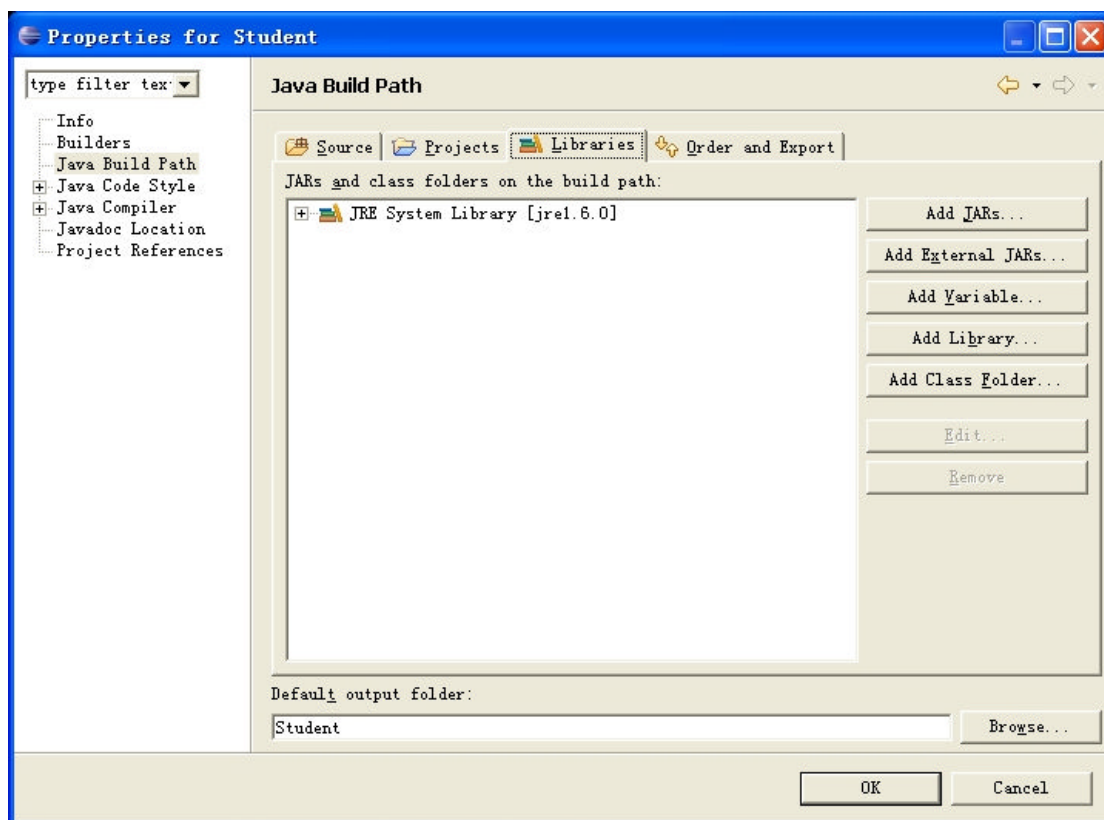 Properties for Student
type filter tex
Info
Builders
Java Build Path
Java Code Style
Java Compiler
Javadoc Location
Project References
Java Build Path
Source Projects Libraries Order and Export
JARs and class folders on the build path:
JRE System Library [jre1.6.0]
Add JARs...
Add External JARs...
Add Variable...
Add Library...
Add Class Folder...
Edit...
Remove
Default output folder:
Student Browse...
OK Cancel